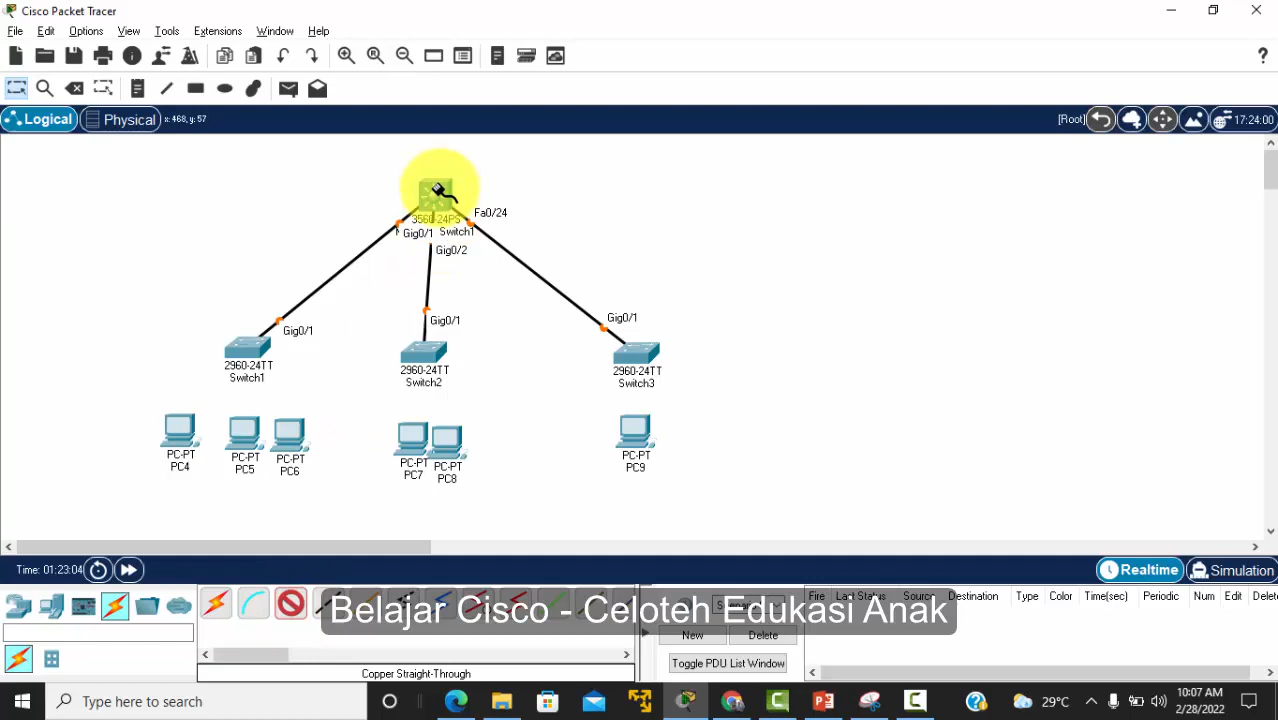 Cisco Packet Tracer
File Edit Options View Tools Extensions Window Help
Logical Physical x: 468, y: 57 [Root] 17:24:00
Fa0/24
3560-24PS
Gig0/1 Switch1
Gig0/2
Gig0/1 Gig0/1 Gig0/1
2960-24TT 2960-24TT 2960-24TT
Switch1 Switch2 Switch3
PC-PT PC-PT PC-PT PC-PT PC-PT PC-PT
PC4 PC5 PC6 PC7 PC8 PC9
Time: 01:23:04 Realtime Simulation
Fire Last Status Source Destination Type Color Time(sec) Periodic Num Edit Delete
Belajar Cisco - Celoteh Edukasi Anak
New Delete
Toggle PDU List Window
Copper Straight-Through
Type here to search 29°C 10:07 AM
2/28/2022